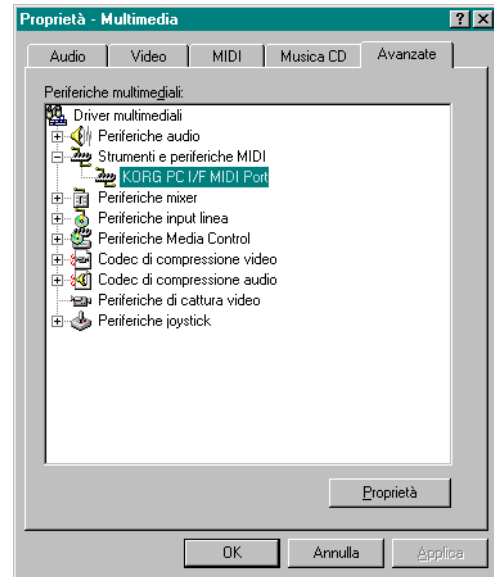 Proprietà - Multimedia
Audio Video MIDI Musica CD Avanzate
Periferiche multimediali:
Driver multimediali
Periferiche audio
Strumenti e periferiche MIDI
KORG PC I/F MIDI Port
Periferiche mixer
Periferiche input linea
Periferiche Media Control
Codec di compressione video
Codec di compressione audio
Periferiche di cattura video
Periferiche joystick
Proprietà
OK Annulla Applica